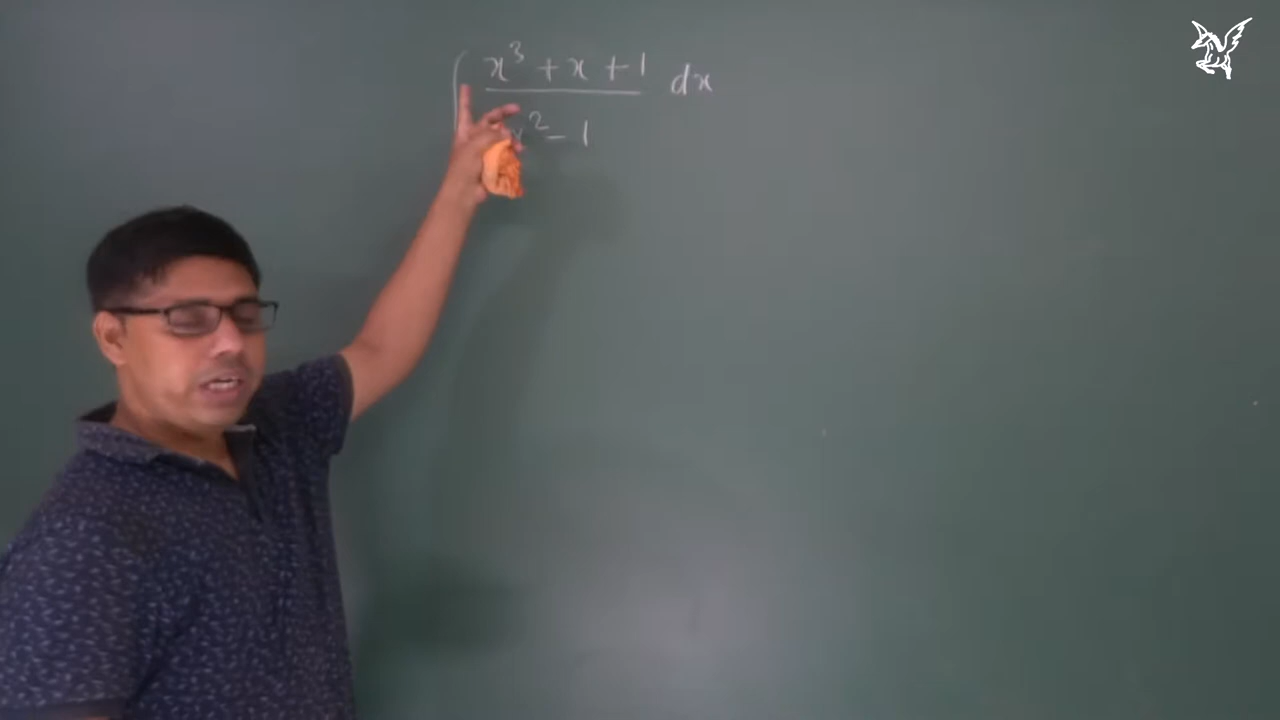 ∫ x³ + x + 1 / x² - 1 dx